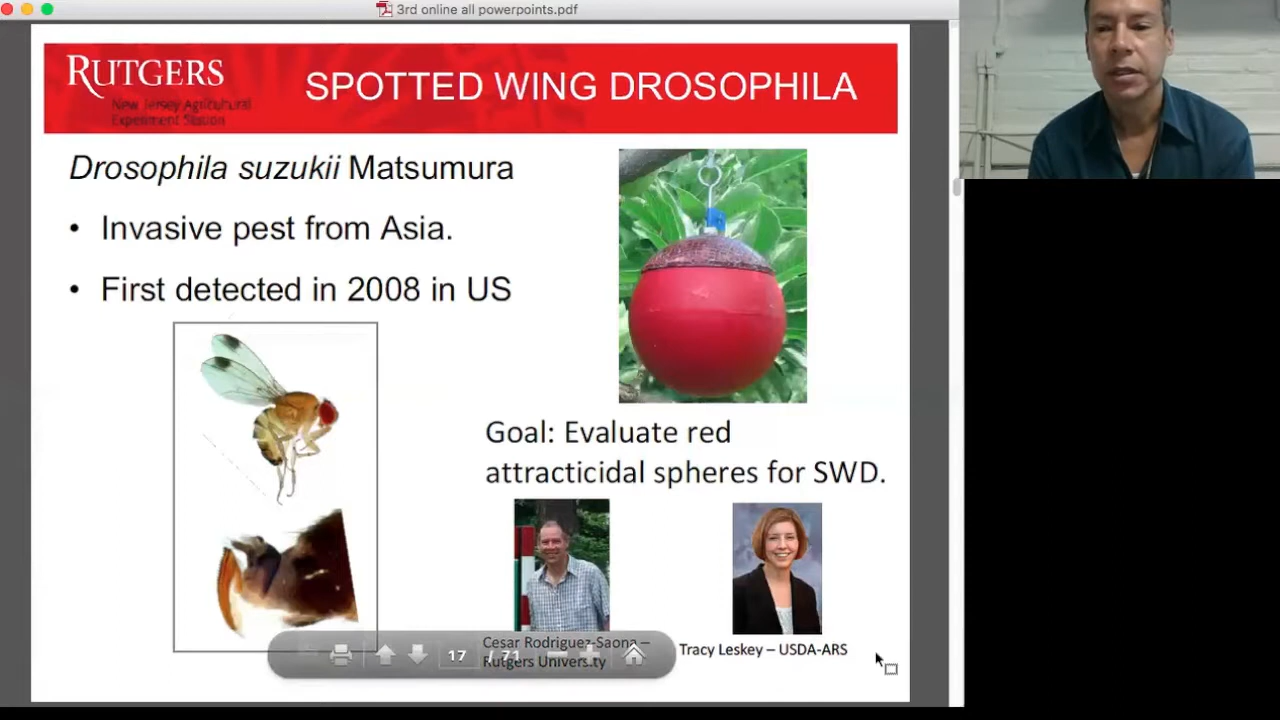 3rd online all powerpoints.pdf
RUTGERS
New Jersey Agricultural
Experiment Station
SPOTTED WING DROSOPHILA
Drosophila suzukii Matsumura
• Invasive pest from Asia.
• First detected in 2008 in US
Goal: Evaluate red
attracticidal spheres for SWD.
Cesar Rodriguez-Saona –
Rutgers University
Tracy Leskey – USDA-ARS
17 / 71